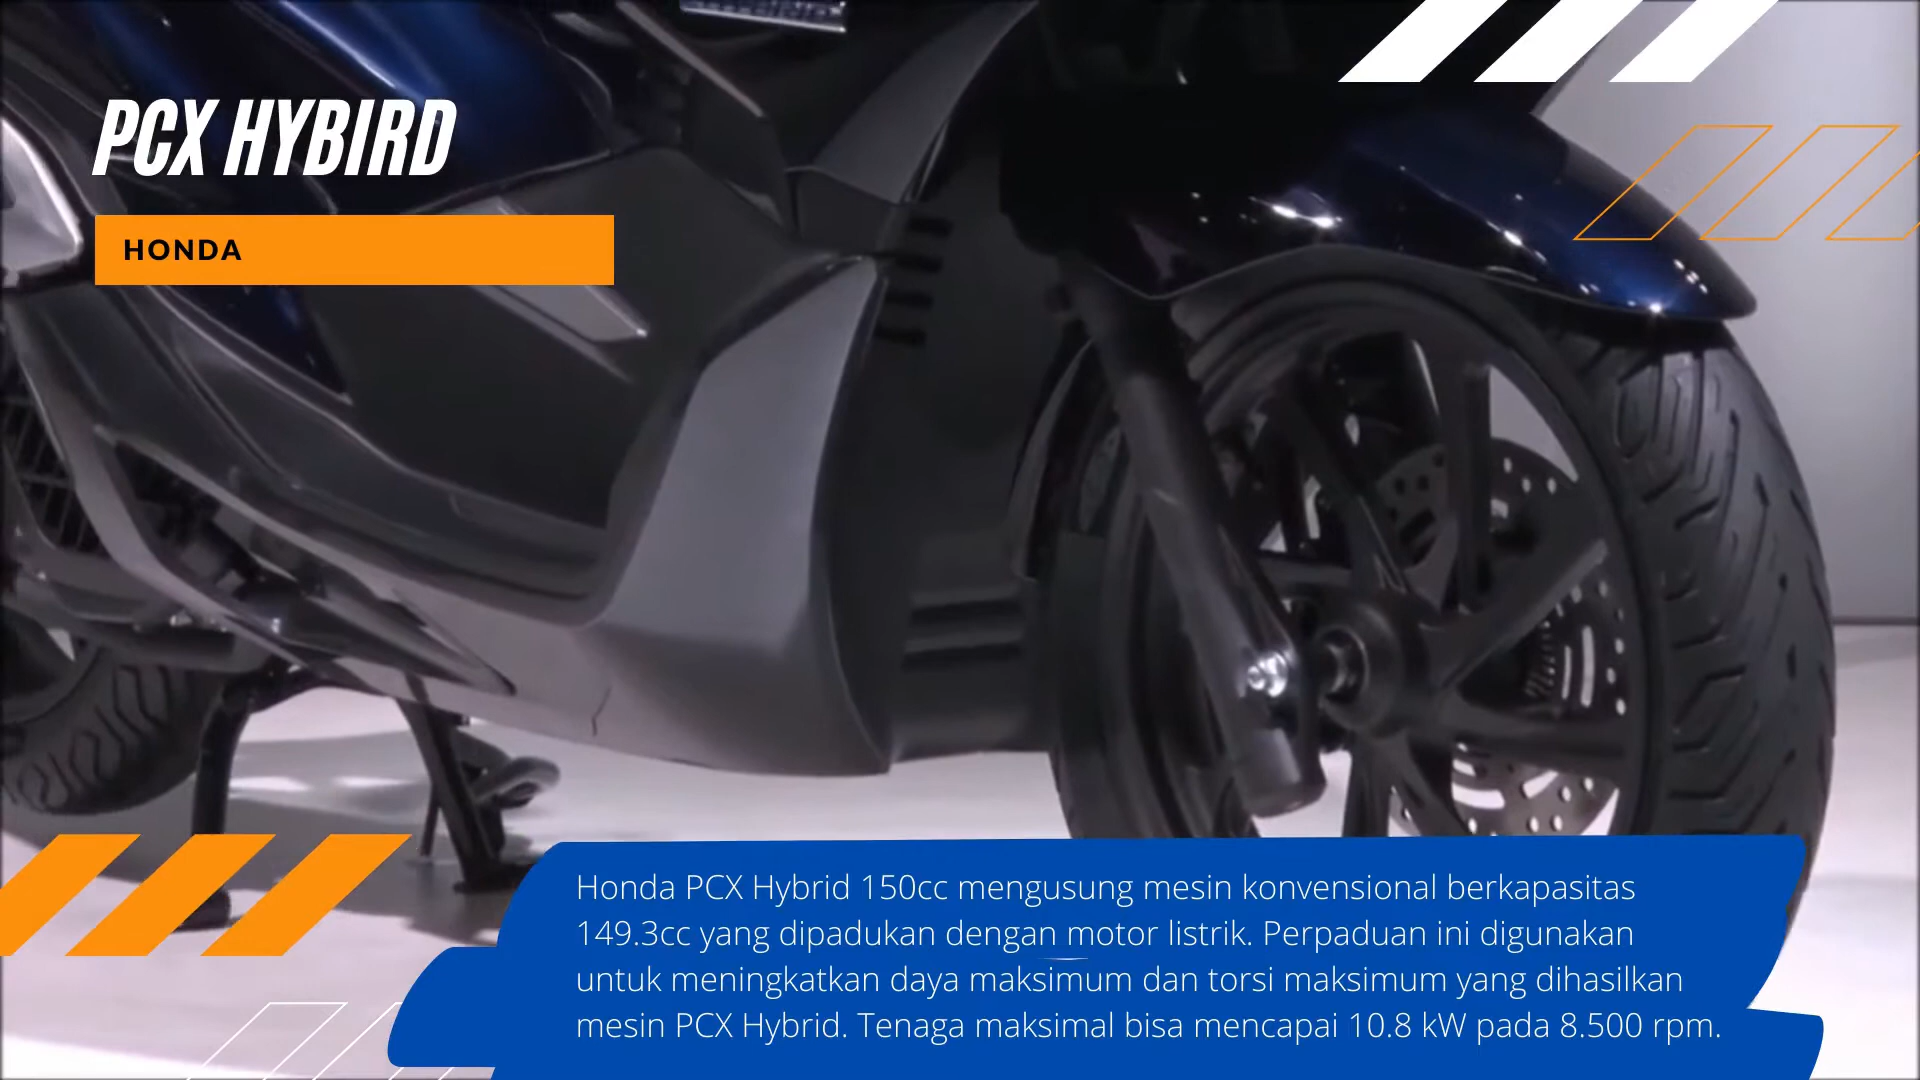 PCX HYBIRD
HONDA
Honda PCX Hybrid 150cc mengusung mesin konvensional berkapasitas
149.3cc yang dipadukan dengan motor listrik. Perpaduan ini digunakan
untuk meningkatkan daya maksimum dan torsi maksimum yang dihasilkan
mesin PCX Hybrid. Tenaga maksimal bisa mencapai 10.8 kW pada 8.500 rpm.